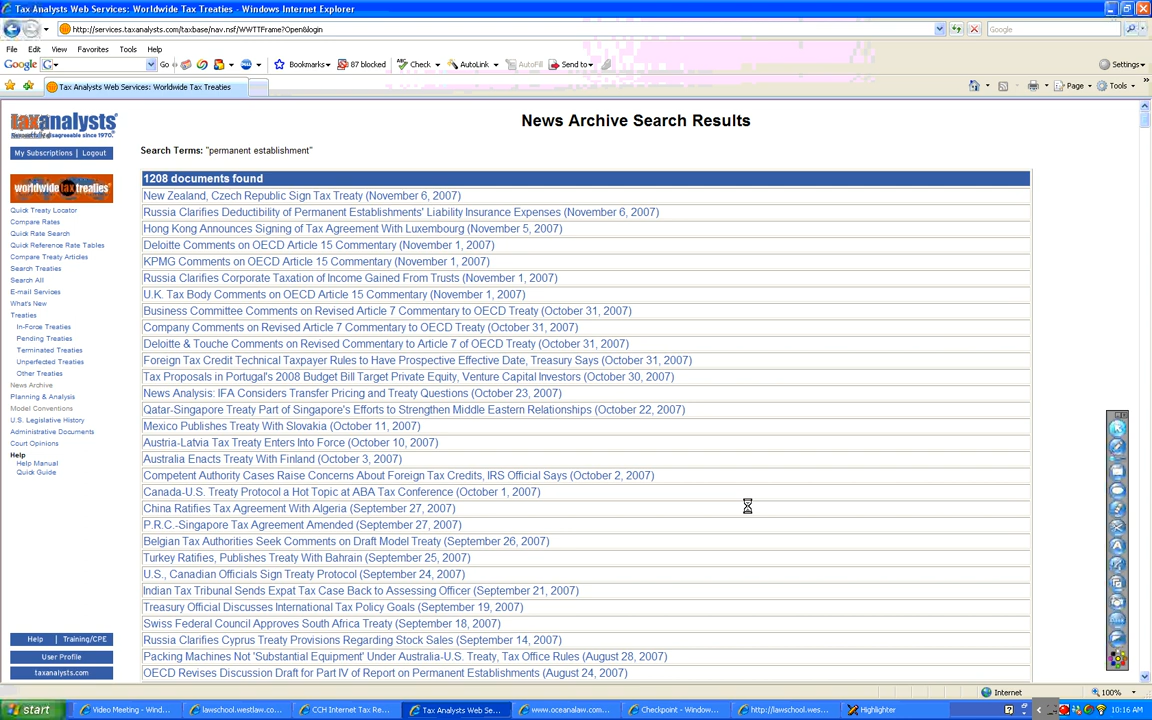 Tax Analysts Web Services: Worldwide Tax Treaties - Windows Internet Explorer
http://services.taxanalysts.com/taxbase/nav.nsf/WWTTFrame?Open&login
Google
File Edit View Favorites Tools Help
Google G Go Bookmarks 87 blocked Check AutoLink AutoFill Send to Settings
Tax Analysts Web Services: Worldwide Tax Treaties Page Tools
taxanalysts
News Archive Search Results
My Subscriptions | Logout
Search Terms: "permanent establishment"
worldwide tax treaties
Quick Treaty Locator
Compare Rates
Quick Rate Search
Quick Reference Rate Tables
Compare Treaty Articles
Search Treaties
Search All
E-mail Services
What's New
Treaties
In-Force Treaties
Pending Treaties
Terminated Treaties
Unperfected Treaties
Other Treaties
News Archive
Planning & Analysis
Model Conventions
U.S. Legislative History
Administrative Documents
Court Opinions
Help
Help Manual
Quick Guide
1208 documents found
New Zealand, Czech Republic Sign Tax Treaty (November 6, 2007)
Russia Clarifies Deductibility of Permanent Establishments' Liability Insurance Expenses (November 6, 2007)
Hong Kong Announces Signing of Tax Agreement With Luxembourg (November 5, 2007)
Deloitte Comments on OECD Article 15 Commentary (November 1, 2007)
KPMG Comments on OECD Article 15 Commentary (November 1, 2007)
Russia Clarifies Corporate Taxation of Income Gained From Trusts (November 1, 2007)
U.K. Tax Body Comments on OECD Article 15 Commentary (November 1, 2007)
Business Committee Comments on Revised Article 7 Commentary to OECD Treaty (October 31, 2007)
Company Comments on Revised Article 7 Commentary to OECD Treaty (October 31, 2007)
Deloitte & Touche Comments on Revised Commentary to Article 7 of OECD Treaty (October 31, 2007)
Foreign Tax Credit Technical Taxpayer Rules to Have Prospective Effective Date, Treasury Says (October 31, 2007)
Tax Proposals in Portugal's 2008 Budget Bill Target Private Equity, Venture Capital Investors (October 30, 2007)
News Analysis: IFA Considers Transfer Pricing and Treaty Questions (October 23, 2007)
Qatar-Singapore Treaty Part of Singapore's Efforts to Strengthen Middle Eastern Relationships (October 22, 2007)
Mexico Publishes Treaty With Slovakia (October 11, 2007)
Austria-Latvia Tax Treaty Enters Into Force (October 10, 2007)
Australia Enacts Treaty With Finland (October 3, 2007)
Competent Authority Cases Raise Concerns About Foreign Tax Credits, IRS Official Says (October 2, 2007)
Canada-U.S. Treaty Protocol a Hot Topic at ABA Tax Conference (October 1, 2007)
China Ratifies Tax Agreement With Algeria (September 27, 2007)
P.R.C.-Singapore Tax Agreement Amended (September 27, 2007)
Belgian Tax Authorities Seek Comments on Draft Model Treaty (September 26, 2007)
Turkey Ratifies, Publishes Treaty With Bahrain (September 25, 2007)
U.S., Canadian Officials Sign Treaty Protocol (September 24, 2007)
Indian Tax Tribunal Sends Expat Tax Case Back to Assessing Officer (September 21, 2007)
Treasury Official Discusses International Tax Policy Goals (September 19, 2007)
Swiss Federal Council Approves South Africa Treaty (September 18, 2007)
Russia Clarifies Cyprus Treaty Provisions Regarding Stock Sales (September 14, 2007)
Packing Machines Not 'Substantial Equipment' Under Australia-U.S. Treaty, Tax Office Rules (August 28, 2007)
OECD Revises Discussion Draft for Part IV of Report on Permanent Establishments (August 24, 2007)
Help | Training/CPE
User Profile
taxanalysts.com
Internet 100%
start Video Meeting - Wind... lawschool.westlaw.co... CCH Internet Tax Re... Tax Analysts Web Se... www.oceanalaw.com... Checkpoint - Window... http://lawschool.wes... Highlighter 10:16 AM